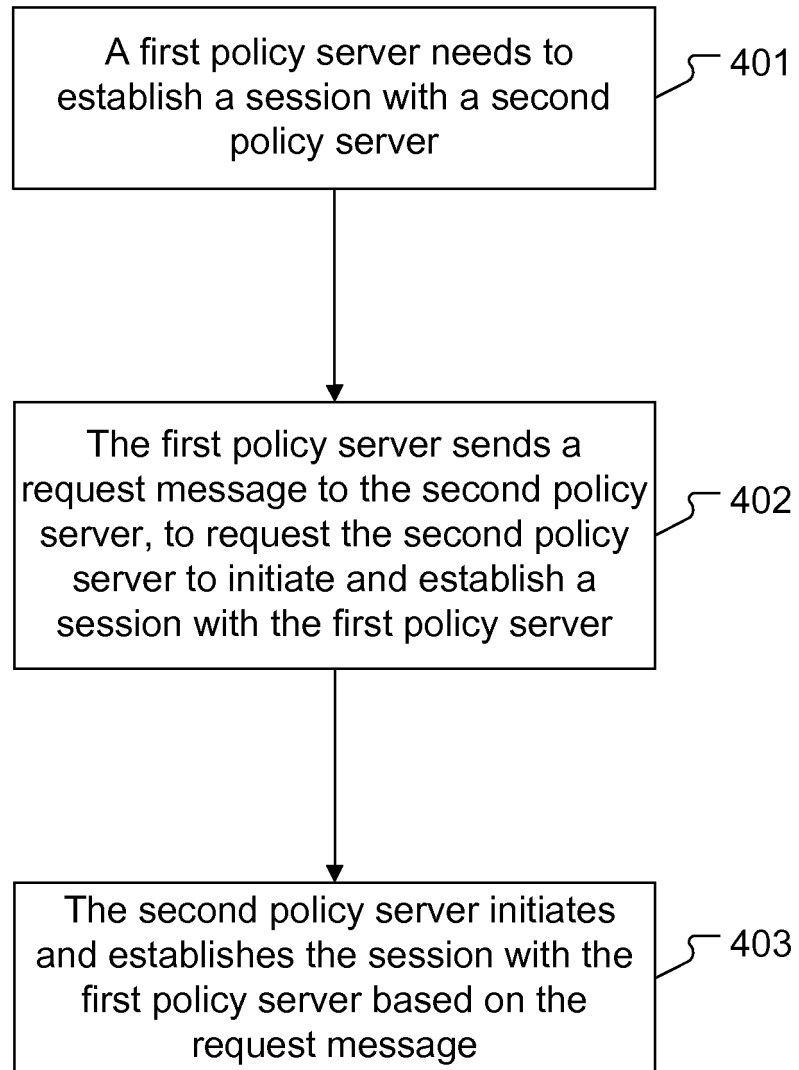 A first policy server needs to
establish a session with a second
policy server
401
The first policy server sends a
request message to the second policy
server, to request the second policy
server to initiate and establish a
session with the first policy server
402
The second policy server initiates
and establishes the session with the
first policy server based on the
request message
403